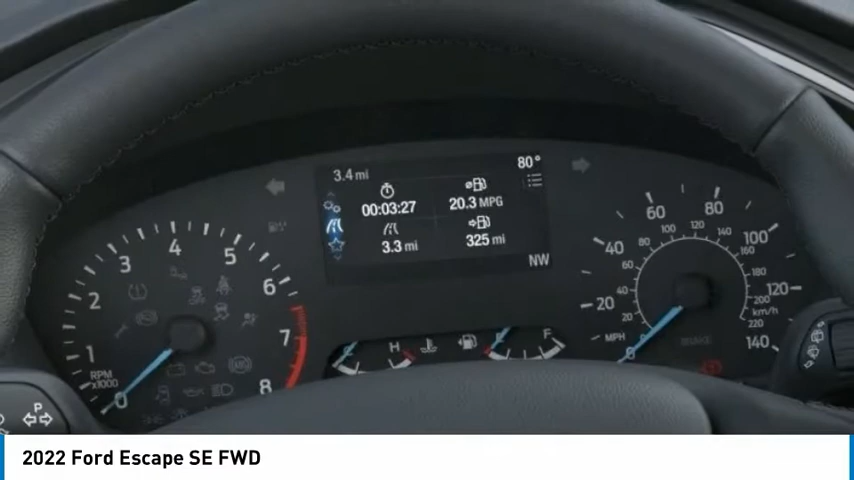 3.4 mi
80°
00:03:27
20.3 MPG
3.3 mi
325 mi
NW
0 1 2 3 4 5 6 7 8
RPM
x1000
H
F
0 20 40 60 80 100 120 140
20 40 60 80 100 120 140 160 180 200 220
MPH
km/h
BRAKE
P
2022 Ford Escape SE FWD